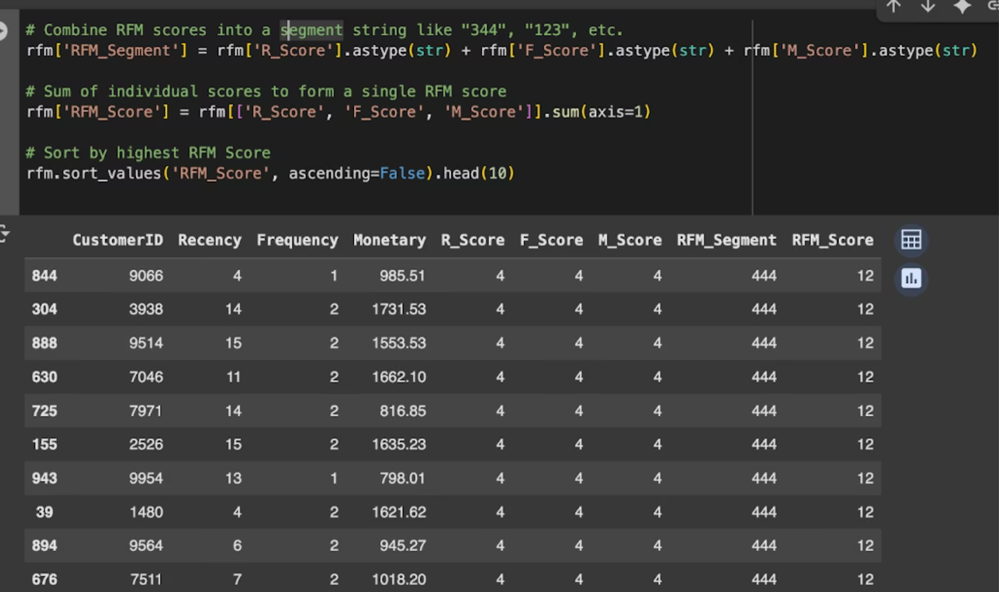 # Combine RFM scores into a segment string like "344", "123", etc.
rfm['RFM_Segment'] = rfm['R_Score'].astype(str) + rfm['F_Score'].astype(str) + rfm['M_Score'].astype(str)
# Sum of individual scores to form a single RFM score
rfm['RFM_Score'] = rfm[['R_Score', 'F_Score', 'M_Score']].sum(axis=1)
# Sort by highest RFM Score
rfm.sort_values('RFM_Score', ascending=False).head(10)
CustomerID Recency Frequency Monetary R_Score F_Score M_Score RFM_Segment RFM_Score
844 9066 4 1 985.51 4 4 4 444 12
304 3938 14 2 1731.53 4 4 4 444 12
888 9514 15 2 1553.53 4 4 4 444 12
630 7046 11 2 1662.10 4 4 4 444 12
725 7971 14 2 816.85 4 4 4 444 12
155 2526 15 2 1635.23 4 4 4 444 12
943 9954 13 1 798.01 4 4 4 444 12
39 1480 4 2 1621.62 4 4 4 444 12
894 9564 6 2 945.27 4 4 4 444 12
676 7511 7 2 1018.20 4 4 4 444 12